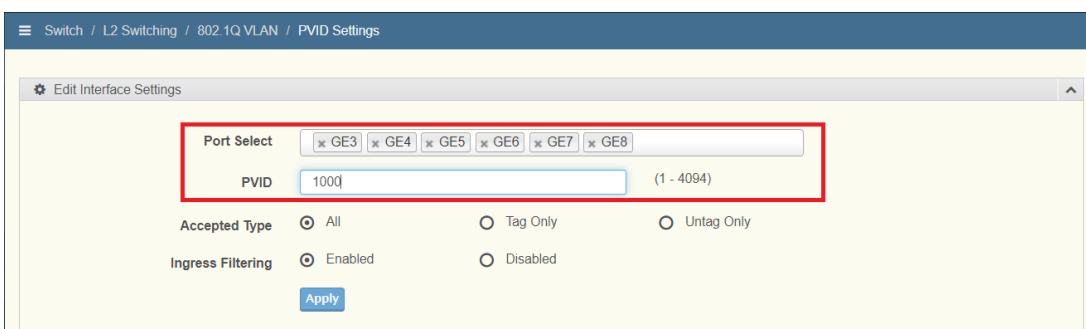 Switch / L2 Switching / 802.1Q VLAN / PVID Settings
Edit Interface Settings
Port Select × GE3 × GE4 × GE5 × GE6 × GE7 × GE8
PVID 1000 (1 - 4094)
Accepted Type All Tag Only Untag Only
Ingress Filtering Enabled Disabled
Apply